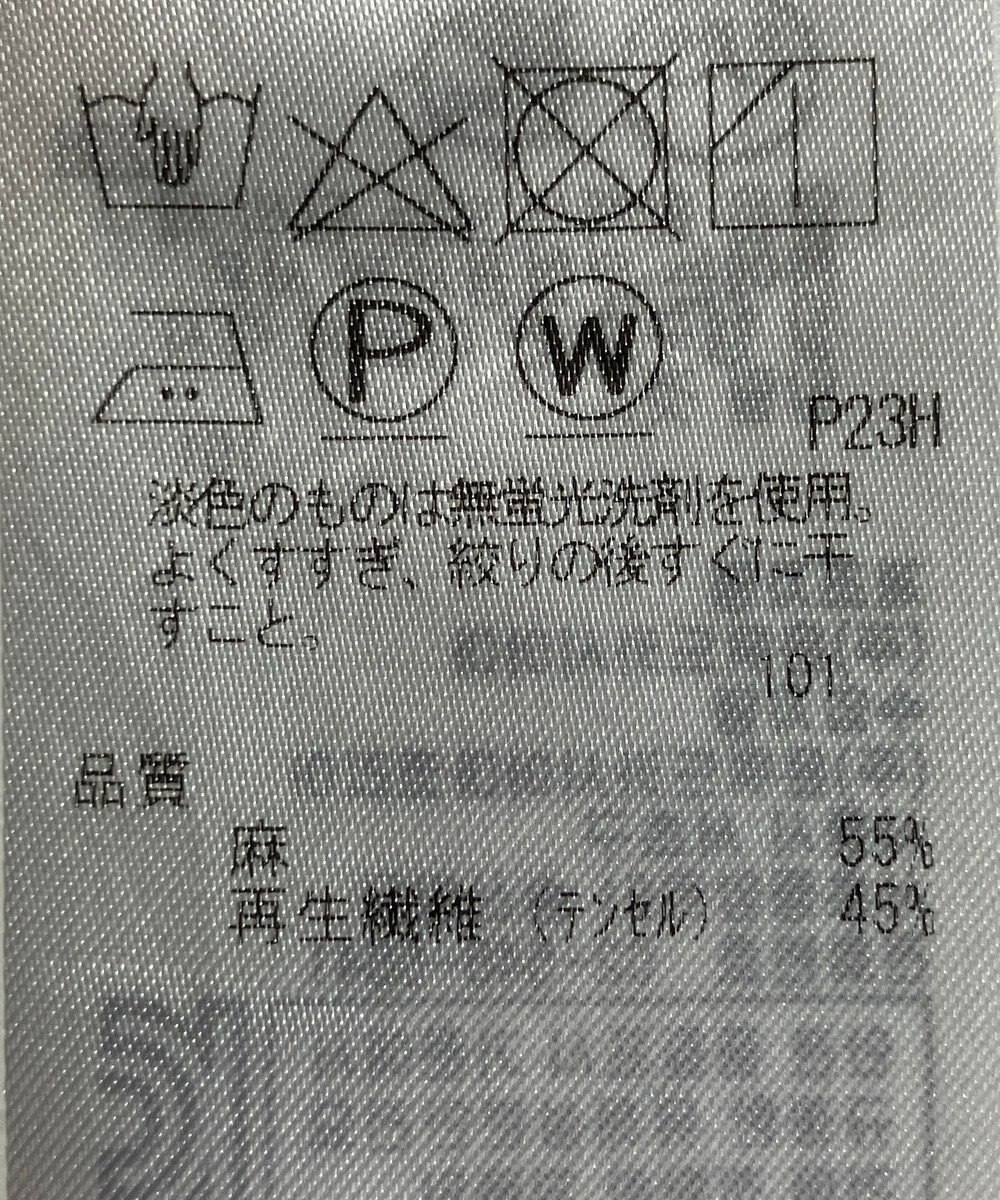 P
W
P23H
淡色のものは無蛍光洗剤を使用。
よくすすぎ、絞りの後すぐに干
すこと。
101
品質
麻 55%
再生繊維 (テンセル) 45%